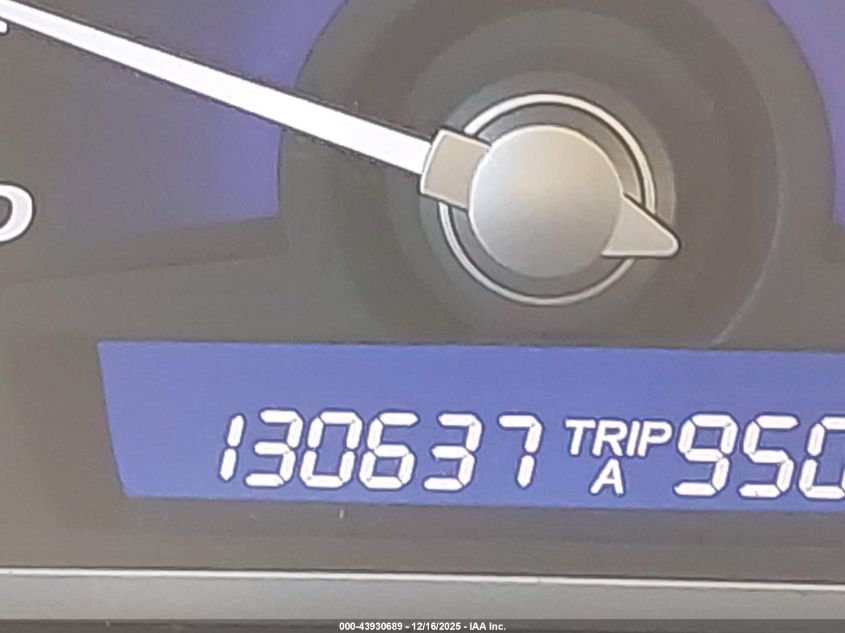 130637 TRIP A 950
000-43930689 - 12/16/2025 - IAA Inc.